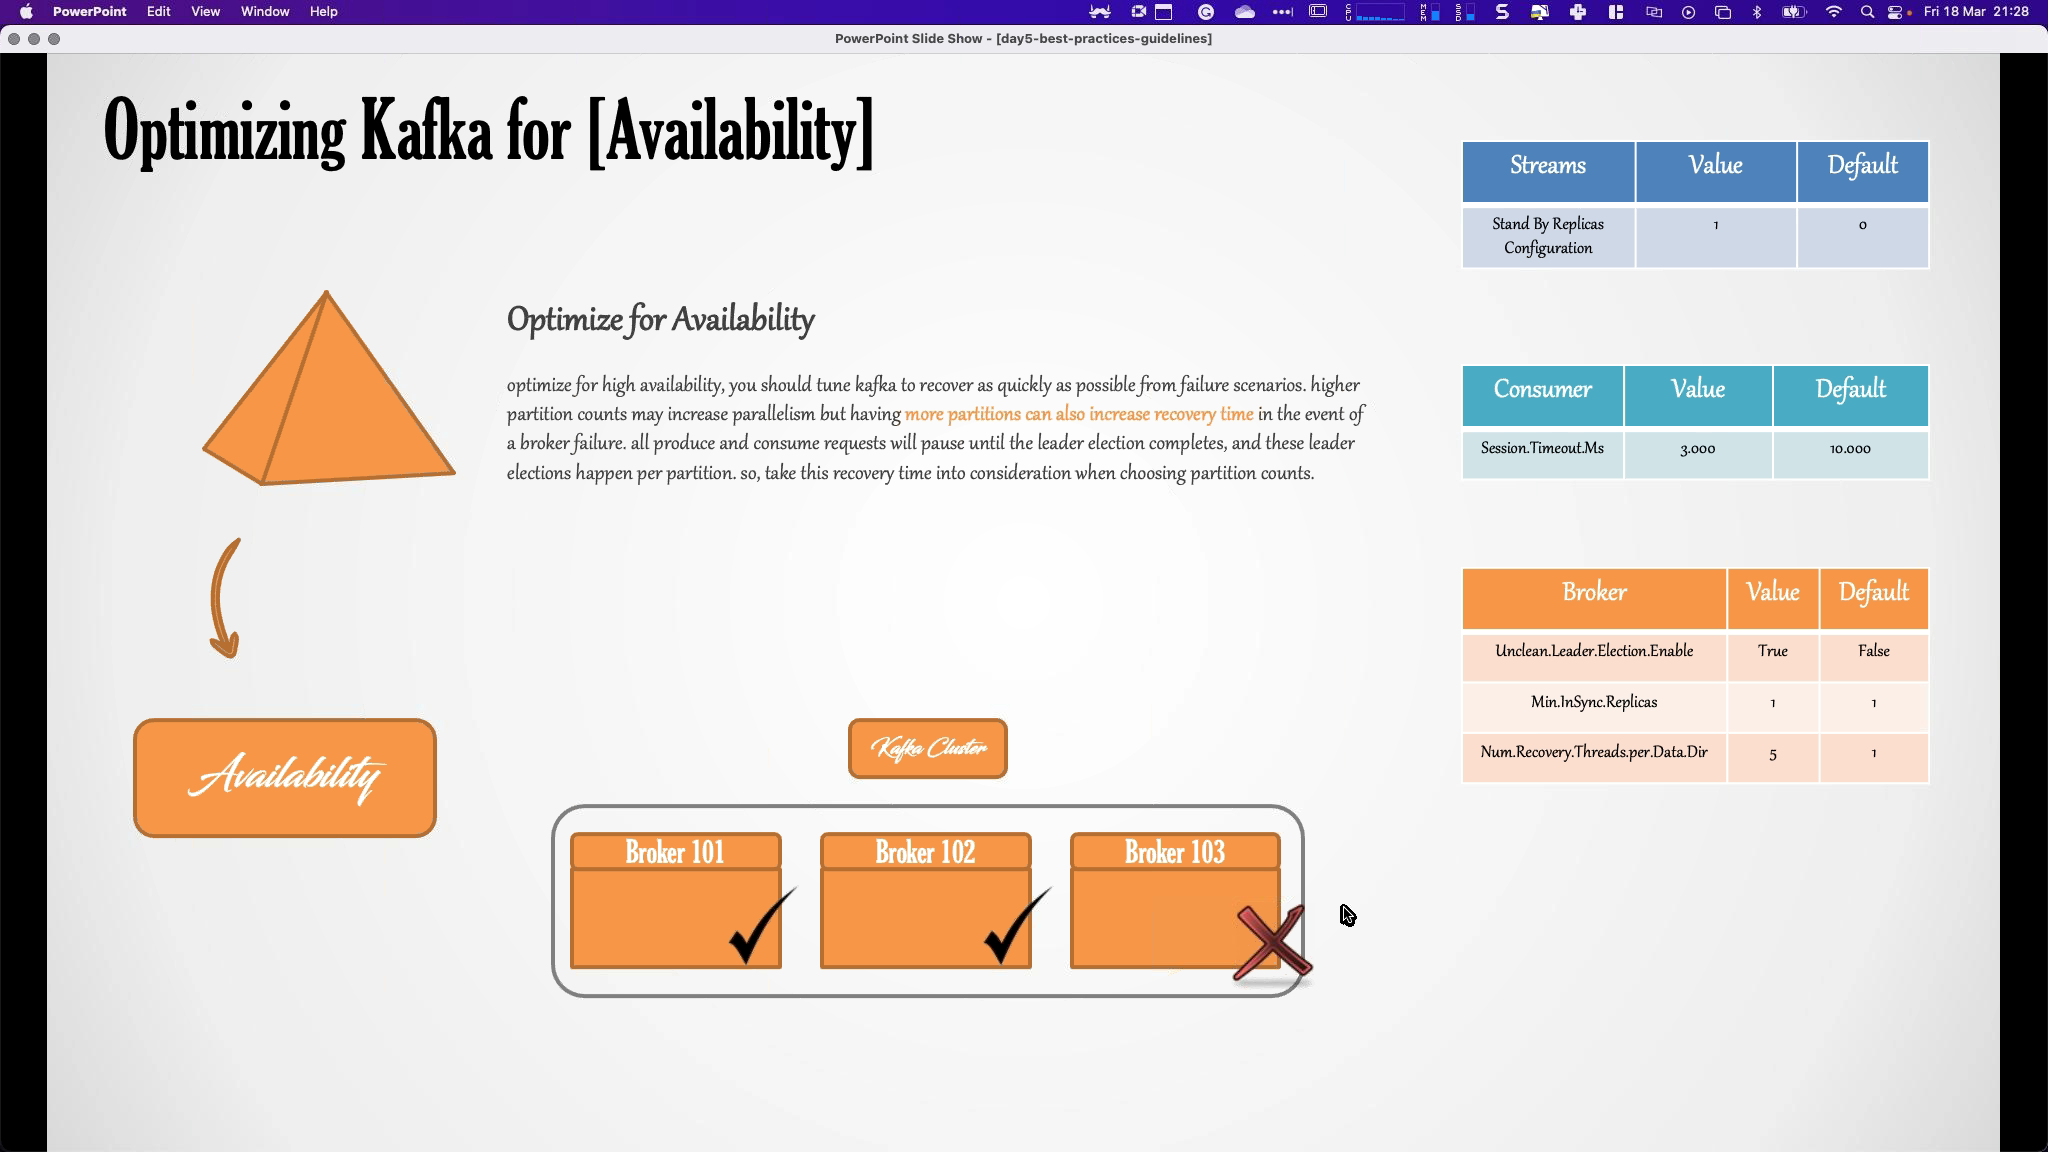 PowerPoint Edit View Window Help
CPU MEM SSD Fri 18 Mar 21:28
PowerPoint Slide Show - [day5-best-practices-guidelines]
Optimizing Kafka for [Availability]
Optimize for Availability
optimize for high availability, you should tune kafka to recover as quickly as possible from failure scenarios. higher
partition counts may increase parallelism but having more partitions can also increase recovery time in the event of
a broker failure. all produce and consume requests will pause until the leader election completes, and these leader
elections happen per partition. so, take this recovery time into consideration when choosing partition counts.
Availability
Kafka Cluster
Broker 101 Broker 102 Broker 103
Streams Value Default
Stand By Replicas
Configuration 1 0
Consumer Value Default
Session.Timeout.Ms 3.000 10.000
Broker Value Default
Unclean.Leader.Election.Enable True False
Min.InSync.Replicas 1 1
Num.Recovery.Threads.per.Data.Dir 5 1